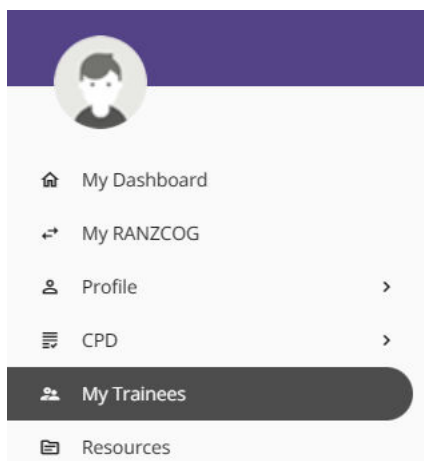 My Dashboard
My RANZCOG
Profile
CPD
My Trainees
Resources